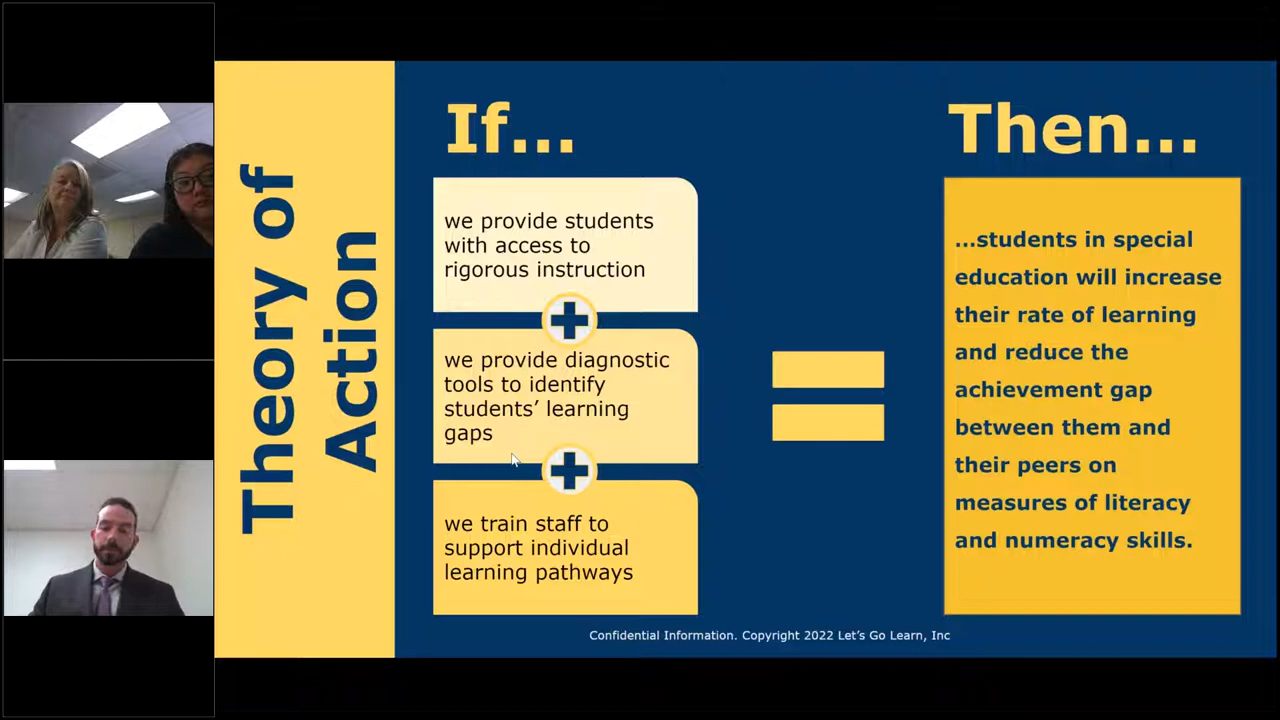 Theory of
Action
If...
we provide students
with access to
rigorous instruction
we provide diagnostic
tools to identify
students’ learning
gaps
we train staff to
support individual
learning pathways
Then...
...students in special
education will increase
their rate of learning
and reduce the
achievement gap
between them and
their peers on
measures of literacy
and numeracy skills.
Confidential Information. Copyright 2022 Let’s Go Learn, Inc